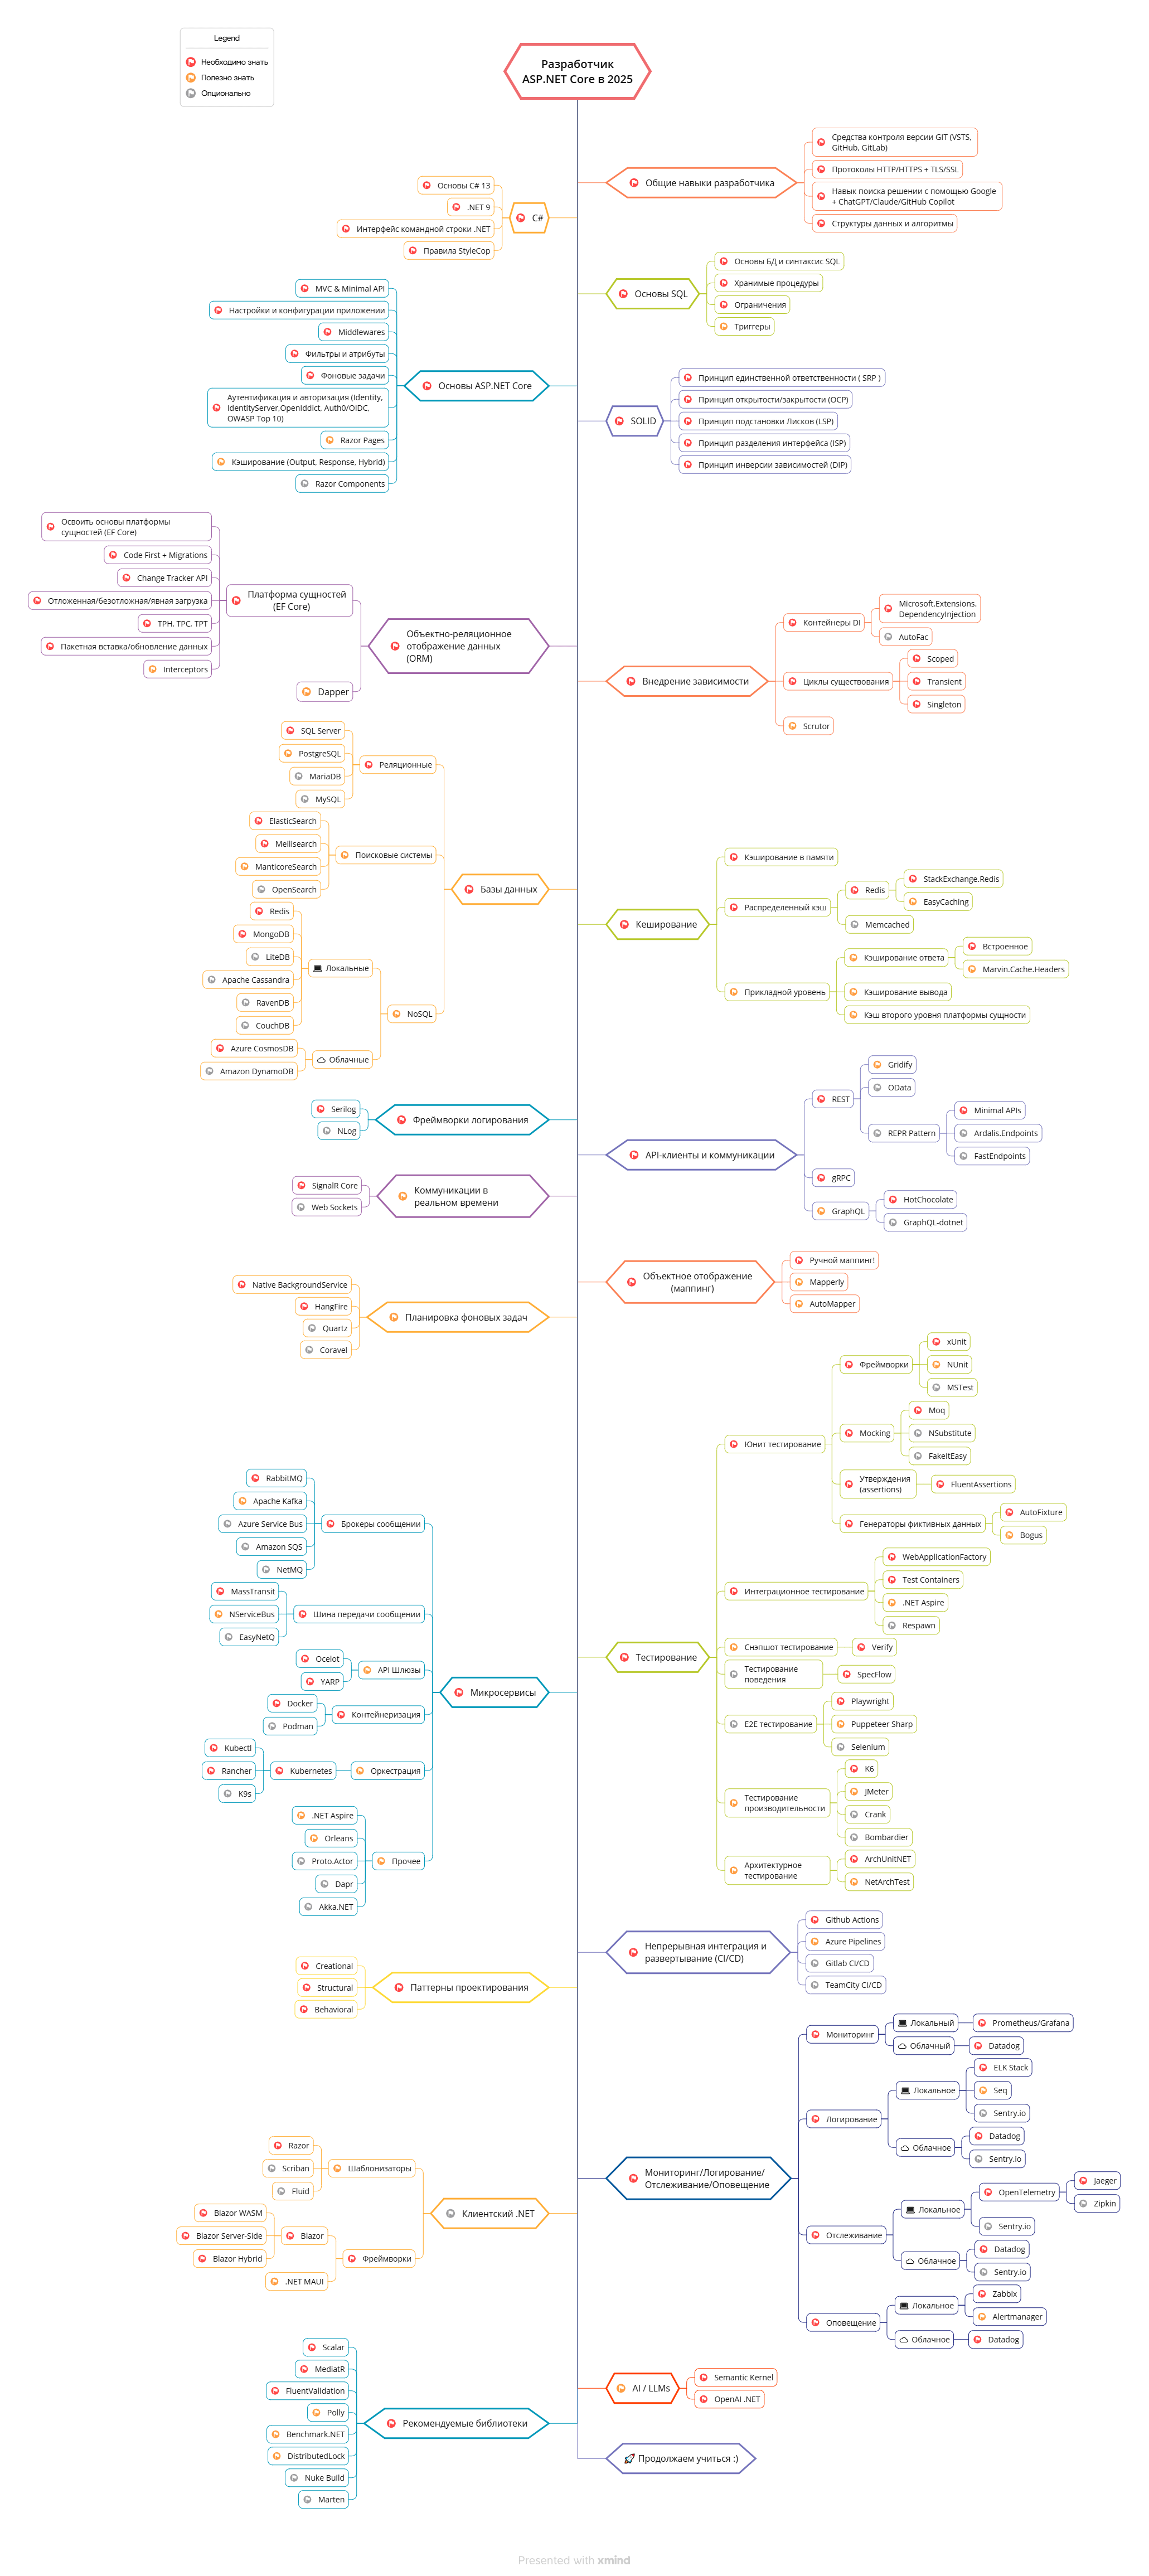 Legend
Необходимо знать
Полезно знать
Опционально
Разработчик
ASP.NET Core в 2025
Общие навыки разработчика
Средства контроля версии GIT (VSTS,
GitHub, GitLab)
Протоколы HTTP/HTTPS + TLS/SSL
Навык поиска решении с помощью Google
+ ChatGPT/Claude/GitHub Copilot
Структуры данных и алгоритмы
C#
Основы C# 13
.NET 9
Интерфейс командной строки .NET
Правила StyleCop
Основы SQL
Основы БД и синтаксис SQL
Хранимые процедуры
Ограничения
Триггеры
Основы ASP.NET Core
MVC & Minimal API
Настройки и конфигурации приложении
Middlewares
Фильтры и атрибуты
Фоновые задачи
Аутентификация и авторизация (Identity,
IdentityServer,OpenIddict, Auth0/OIDC,
OWASP Top 10)
Razor Pages
Кэширование (Output, Response, Hybrid)
Razor Components
SOLID
Принцип единственной ответственности ( SRP )
Принцип открытости/закрытости (OCP)
Принцип подстановки Лисков (LSP)
Принцип разделения интерфейса (ISP)
Принцип инверсии зависимостей (DIP)
Объектно-реляционное
отображение данных
(ORM)
Платформа сущностей
(EF Core)
Освоить основы платформы
сущностей (EF Core)
Code First + Migrations
Change Tracker API
Отложенная/безотложная/явная загрузка
TPH, TPC, TPT
Пакетная вставка/обновление данных
Interceptors
Dapper
Внедрение зависимости
Контейнеры DI
Microsoft.Extensions.
DependencyInjection
AutoFac
Циклы существования
Scoped
Transient
Singleton
Scrutor
Базы данных
Реляционные
SQL Server
PostgreSQL
MariaDB
MySQL
Поисковые системы
ElasticSearch
Meilisearch
ManticoreSearch
OpenSearch
NoSQL
Локальные
Redis
MongoDB
LiteDB
Apache Cassandra
RavenDB
CouchDB
Облачные
Azure CosmosDB
Amazon DynamoDB
Кеширование
Кэширование в памяти
Распределенный кэш
Redis
StackExchange.Redis
EasyCaching
Memcached
Прикладной уровень
Кэширование ответа
Встроенное
Marvin.Cache.Headers
Кэширование вывода
Кэш второго уровня платформы сущности
Фреймворки логирования
Serilog
NLog
API-клиенты и коммуникации
REST
Gridify
OData
REPR Pattern
Minimal APIs
Ardalis.Endpoints
FastEndpoints
gRPC
GraphQL
HotChocolate
GraphQL-dotnet
Коммуникации в
реальном времени
SignalR Core
Web Sockets
Объектное отображение
(маппинг)
Ручной маппинг!
Mapperly
AutoMapper
Планировка фоновых задач
Native BackgroundService
HangFire
Quartz
Coravel
Тестирование
Юнит тестирование
Фреймворки
xUnit
NUnit
MSTest
Mocking
Moq
NSubstitute
FakeItEasy
Утверждения
(assertions)
FluentAssertions
Генераторы фиктивных данных
AutoFixture
Bogus
Интеграционное тестирование
WebApplicationFactory
Test Containers
.NET Aspire
Respawn
Снэпшот тестирование
Verify
Тестирование
поведения
SpecFlow
E2E тестирование
Playwright
Puppeteer Sharp
Selenium
Тестирование
производительности
K6
JMeter
Crank
Bombardier
Архитектурное
тестирование
ArchUnitNET
NetArchTest
Микросервисы
Брокеры сообщении
RabbitMQ
Apache Kafka
Azure Service Bus
Amazon SQS
NetMQ
Шина передачи сообщении
MassTransit
NServiceBus
EasyNetQ
API Шлюзы
Ocelot
YARP
Контейнеризация
Docker
Podman
Оркестрация
Kubernetes
Kubectl
Rancher
K9s
Прочее
.NET Aspire
Orleans
Proto.Actor
Dapr
Akka.NET
Непрерывная интеграция и
развертывание (CI/CD)
Github Actions
Azure Pipelines
Gitlab CI/CD
TeamCity CI/CD
Паттерны проектирования
Creational
Structural
Behavioral
Мониторинг/Логирование/
Отслеживание/Оповещение
Мониторинг
Локальный
Prometheus/Grafana
Облачный
Datadog
Логирование
Локальное
ELK Stack
Seq
Sentry.io
Облачное
Datadog
Sentry.io
Отслеживание
Локальное
OpenTelemetry
Jaeger
Zipkin
Sentry.io
Облачное
Datadog
Sentry.io
Оповещение
Локальное
Zabbix
Alertmanager
Облачное
Datadog
Клиентский .NET
Шаблонизаторы
Razor
Scriban
Fluid
Фреймворки
Blazor
Blazor WASM
Blazor Server-Side
Blazor Hybrid
.NET MAUI
AI / LLMs
Semantic Kernel
OpenAI .NET
Рекомендуемые библиотеки
Scalar
MediatR
FluentValidation
Polly
Benchmark.NET
DistributedLock
Nuke Build
Marten
🚀 Продолжаем учиться :)
Presented with xmind